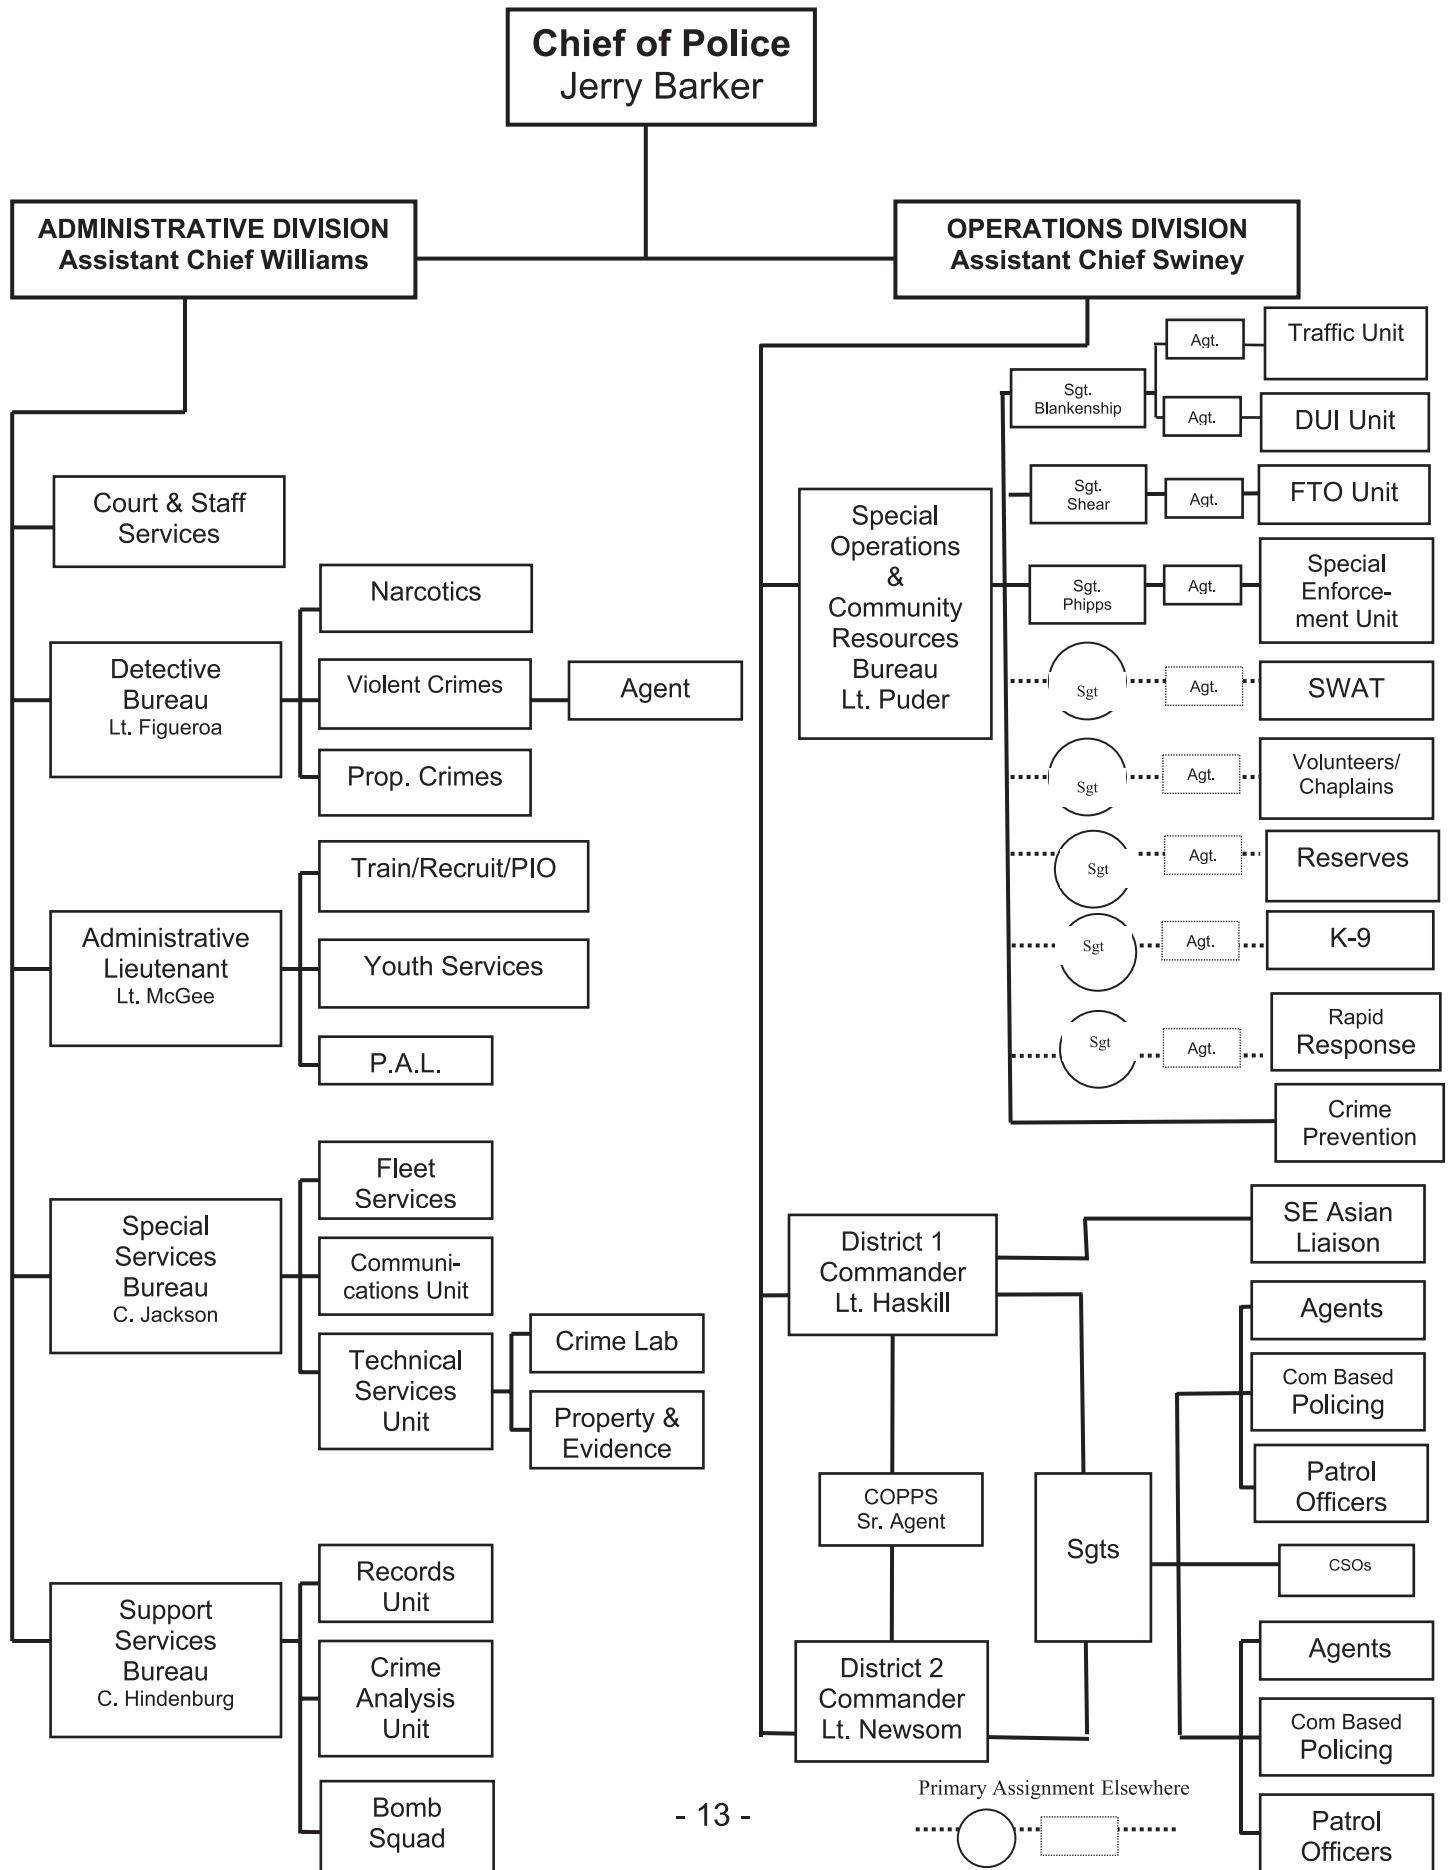 Chief of Police
Jerry Barker
ADMINISTRATIVE DIVISION
Assistant Chief Williams
OPERATIONS DIVISION
Assistant Chief Swiney
Court & Staff
Services
Detective
Bureau
Lt. Figueroa
Narcotics
Violent Crimes
Agent
Prop. Crimes
Administrative
Lieutenant
Lt. McGee
Train/Recruit/PIO
Youth Services
P.A.L.
Special
Services
Bureau
C. Jackson
Fleet
Services
Communi-
cations Unit
Technical
Services
Unit
Crime Lab
Property &
Evidence
Support
Services
Bureau
C. Hindenburg
Records
Unit
Crime
Analysis
Unit
Bomb
Squad
Special
Operations
&
Community
Resources
Bureau
Lt. Puder
Sgt.
Blankenship
Agt.
Traffic Unit
Agt.
DUI Unit
Sgt.
Shear
Agt.
FTO Unit
Sgt.
Phipps
Agt.
Special
Enforce-
ment Unit
Sgt
Agt.
SWAT
Sgt
Agt.
Volunteers/
Chaplains
Sgt
Agt.
Reserves
Sgt
Agt.
K-9
Sgt
Agt.
Rapid
Response
Crime
Prevention
District 1
Commander
Lt. Haskill
SE Asian
Liaison
COPPS
Sr. Agent
Sgts
District 2
Commander
Lt. Newsom
Agents
Com Based
Policing
Patrol
Officers
CSOs
Agents
Com Based
Policing
Patrol
Officers
Primary Assignment Elsewhere
- 13 -